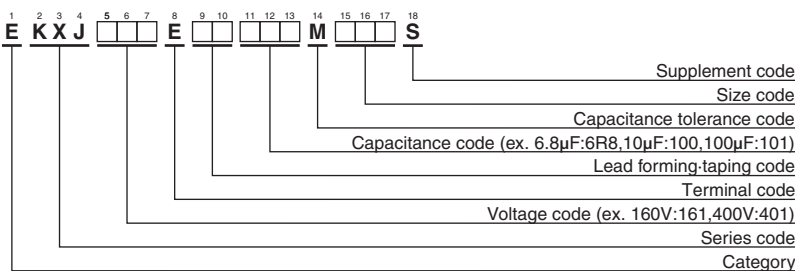 1 2 3 4 5 6 7 8 9 10 11 12 13 14 15 16 17 18
E K X J E M S
Supplement code
Size code
Capacitance tolerance code
Capacitance code (ex. 6.8μF:6R8,10μF:100,100μF:101)
Lead forming·taping code
Terminal code
Voltage code (ex. 160V:161,400V:401)
Series code
Category